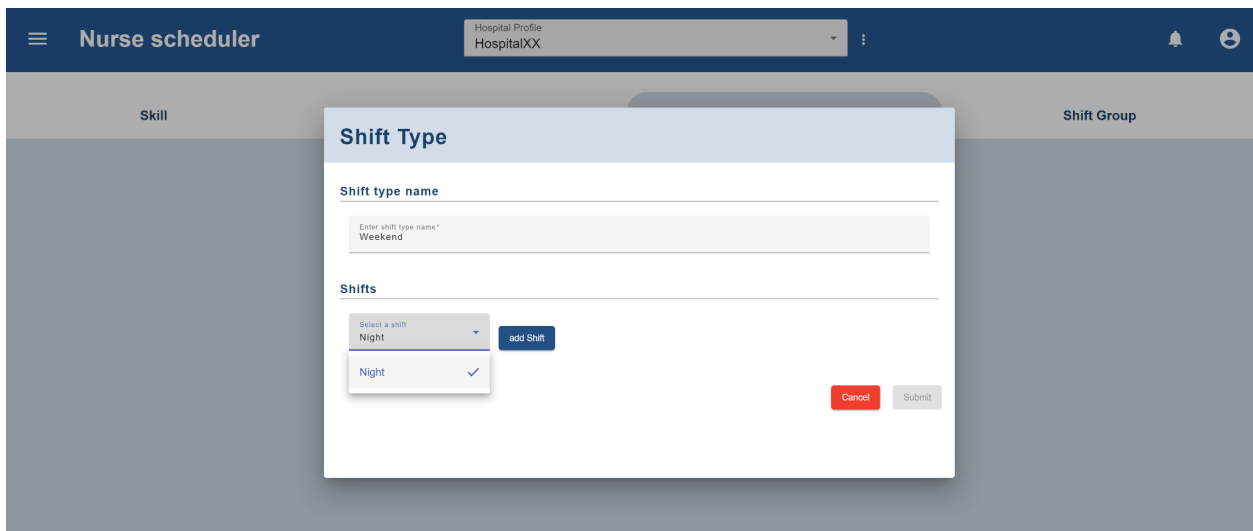 Nurse scheduler
Hospital Profile
HospitalXX
Skill
Shift Group
Shift Type
Shift type name
Enter shift type name*
Weekend
Shifts
Select a shift
Night
add Shift
Night
Cancel
Submit